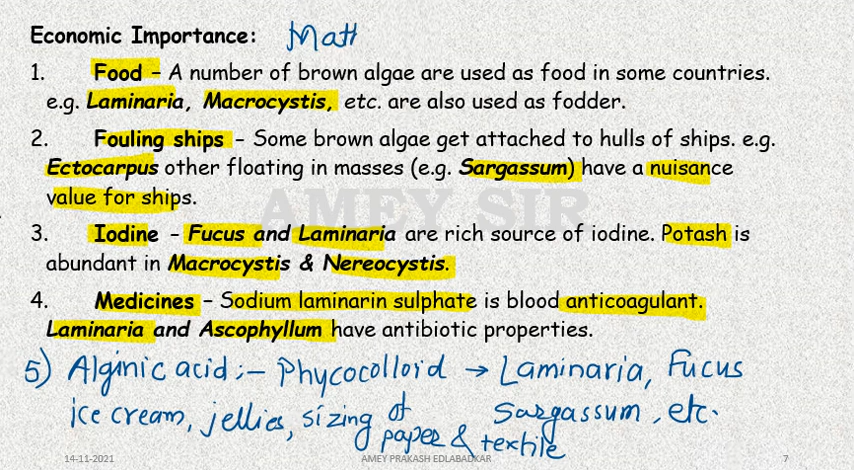 Economic Importance: Matt
1. Food – A number of brown algae are used as food in some countries.
e.g. Laminaria, Macrocystis, etc. are also used as fodder.
2. Fouling ships – Some brown algae get attached to hulls of ships. e.g.
Ectocarpus other floating in masses (e.g. Sargassum) have a nuisance
value for ships.
AMEY SIR
3. Iodine – Fucus and Laminaria are rich source of iodine. Potash is
abundant in Macrocystis & Nereocystis.
4. Medicines – Sodium laminarin sulphate is blood anticoagulant.
Laminaria and Ascophyllum have antibiotic properties.
5) Alginic acid :- Phycocolloid → Laminaria, Fucus
ice cream, jellies, sizing of Sargassum, etc.
paper & textile
14-11-2021 AMEY PRAKASH EDLABADKAR 7